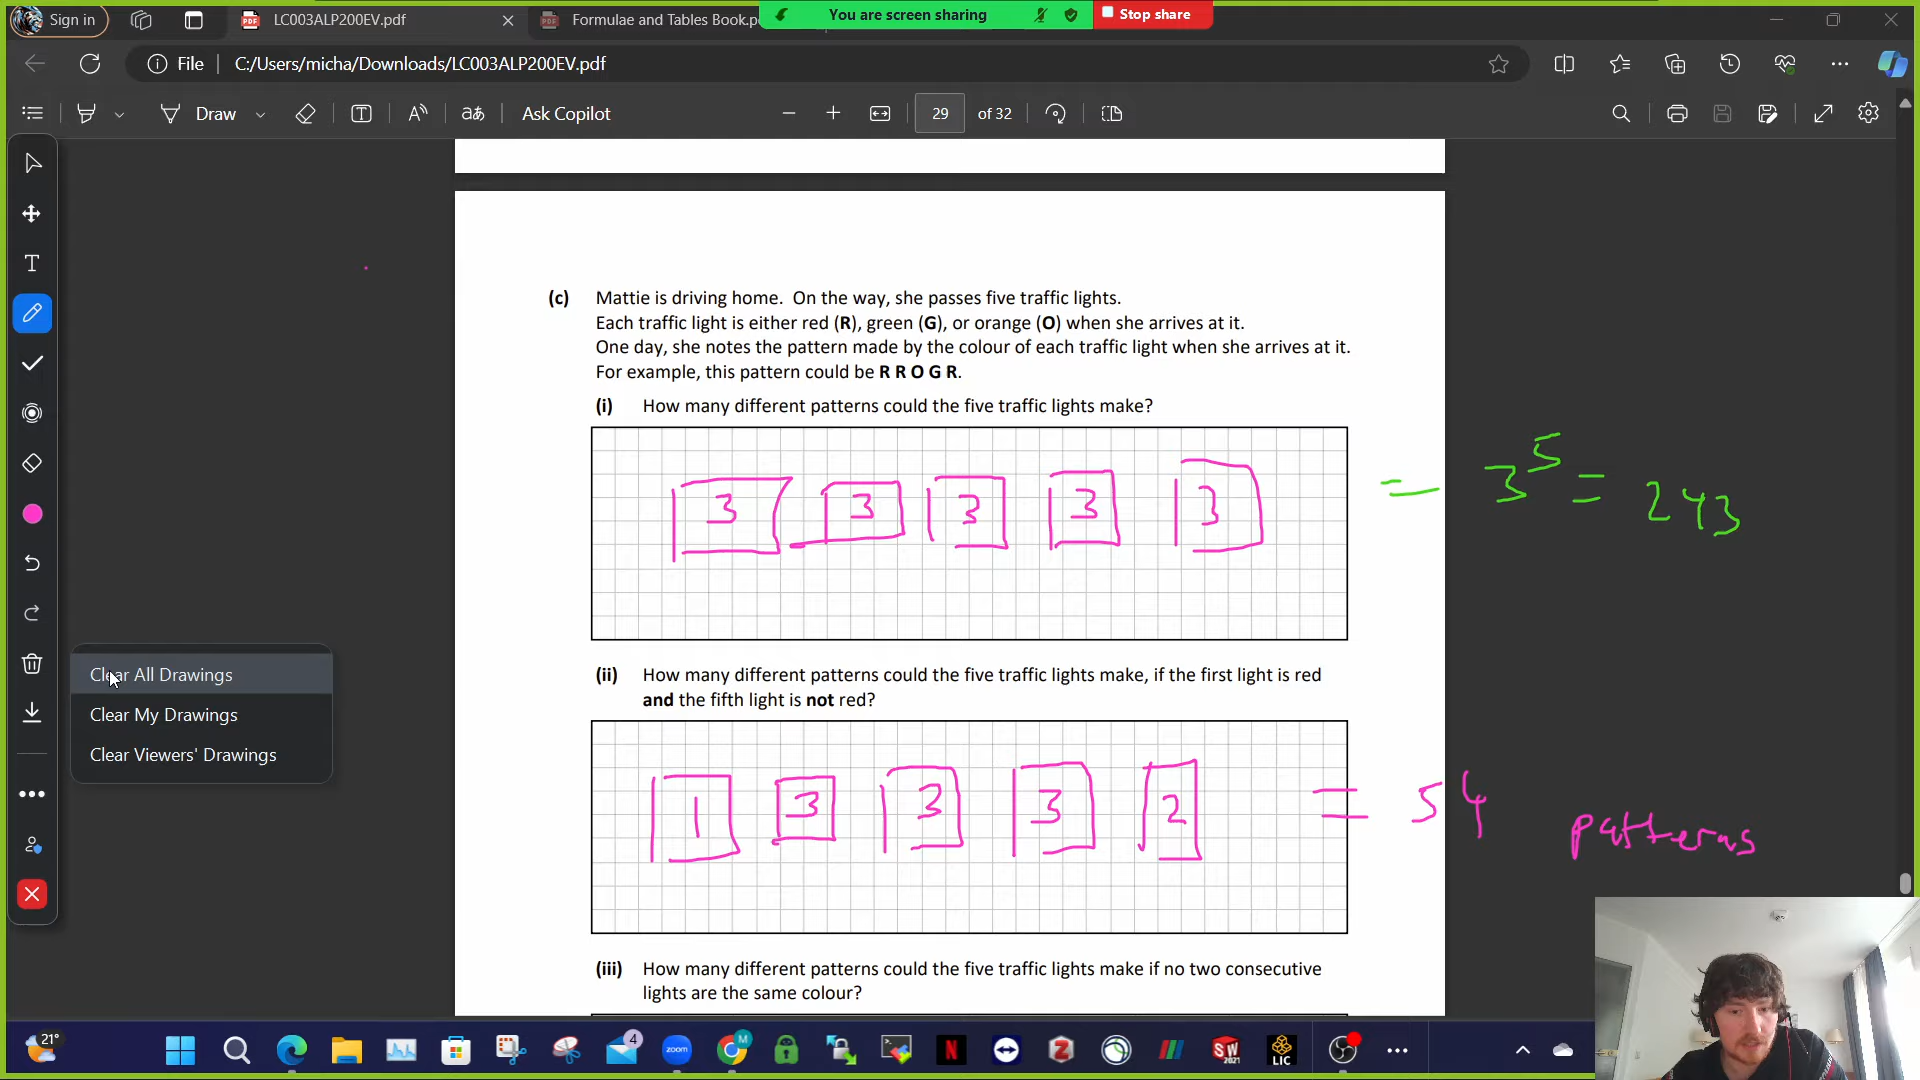 Sign in
LC003ALP200EV.pdf
Formulae and Tables Book.p
You are screen sharing
Stop share
File
C:/Users/micha/Downloads/LC003ALP200EV.pdf
Draw
Ask Copilot
29 of 32
(c) Mattie is driving home. On the way, she passes five traffic lights.
Each traffic light is either red (R), green (G), or orange (O) when she arrives at it.
One day, she notes the pattern made by the colour of each traffic light when she arrives at it.
For example, this pattern could be R R O G R.
(i) How many different patterns could the five traffic lights make?
3 3 3 3 3 = 3^5 = 243
(ii) How many different patterns could the five traffic lights make, if the first light is red
and the fifth light is not red?
1 3 3 3 2 = 54 patterns
(iii) How many different patterns could the five traffic lights make if no two consecutive
lights are the same colour?
Clear All Drawings
Clear My Drawings
Clear Viewers' Drawings
21°
4
zoom
M
N
Z
SW
2021
LIC